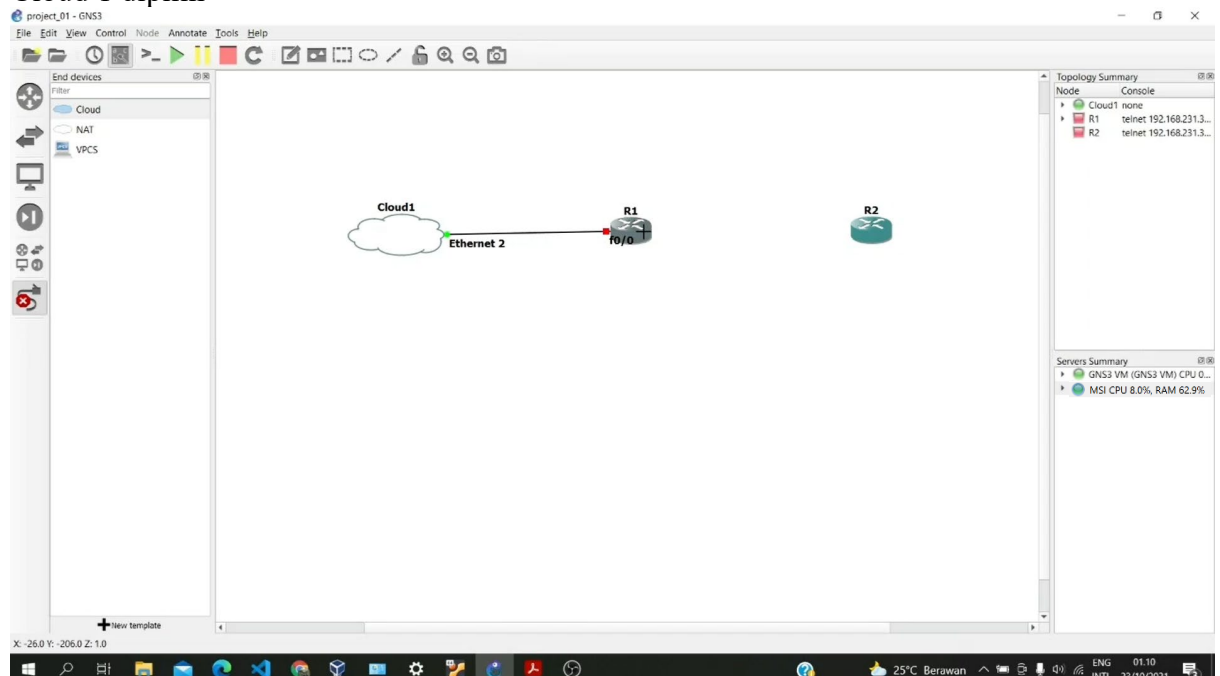 project_01 - GNS3
File Edit View Control Node Annotate Tools Help
End devices
Filter
Cloud
NAT
VPCS
New template
Cloud1
Ethernet 2
R1
f0/0
R2
Topology Summary
Node Console
Cloud1 none
R1 telnet 192.168.231.3...
R2 telnet 192.168.231.3...
Servers Summary
GNS3 VM (GNS3 VM) CPU 0...
MSI CPU 8.0%, RAM 62.9%
X: -26.0 Y: -206.0 Z: 1.0
25°C Berawan
ENG
INTL
01.10
22/10/2021